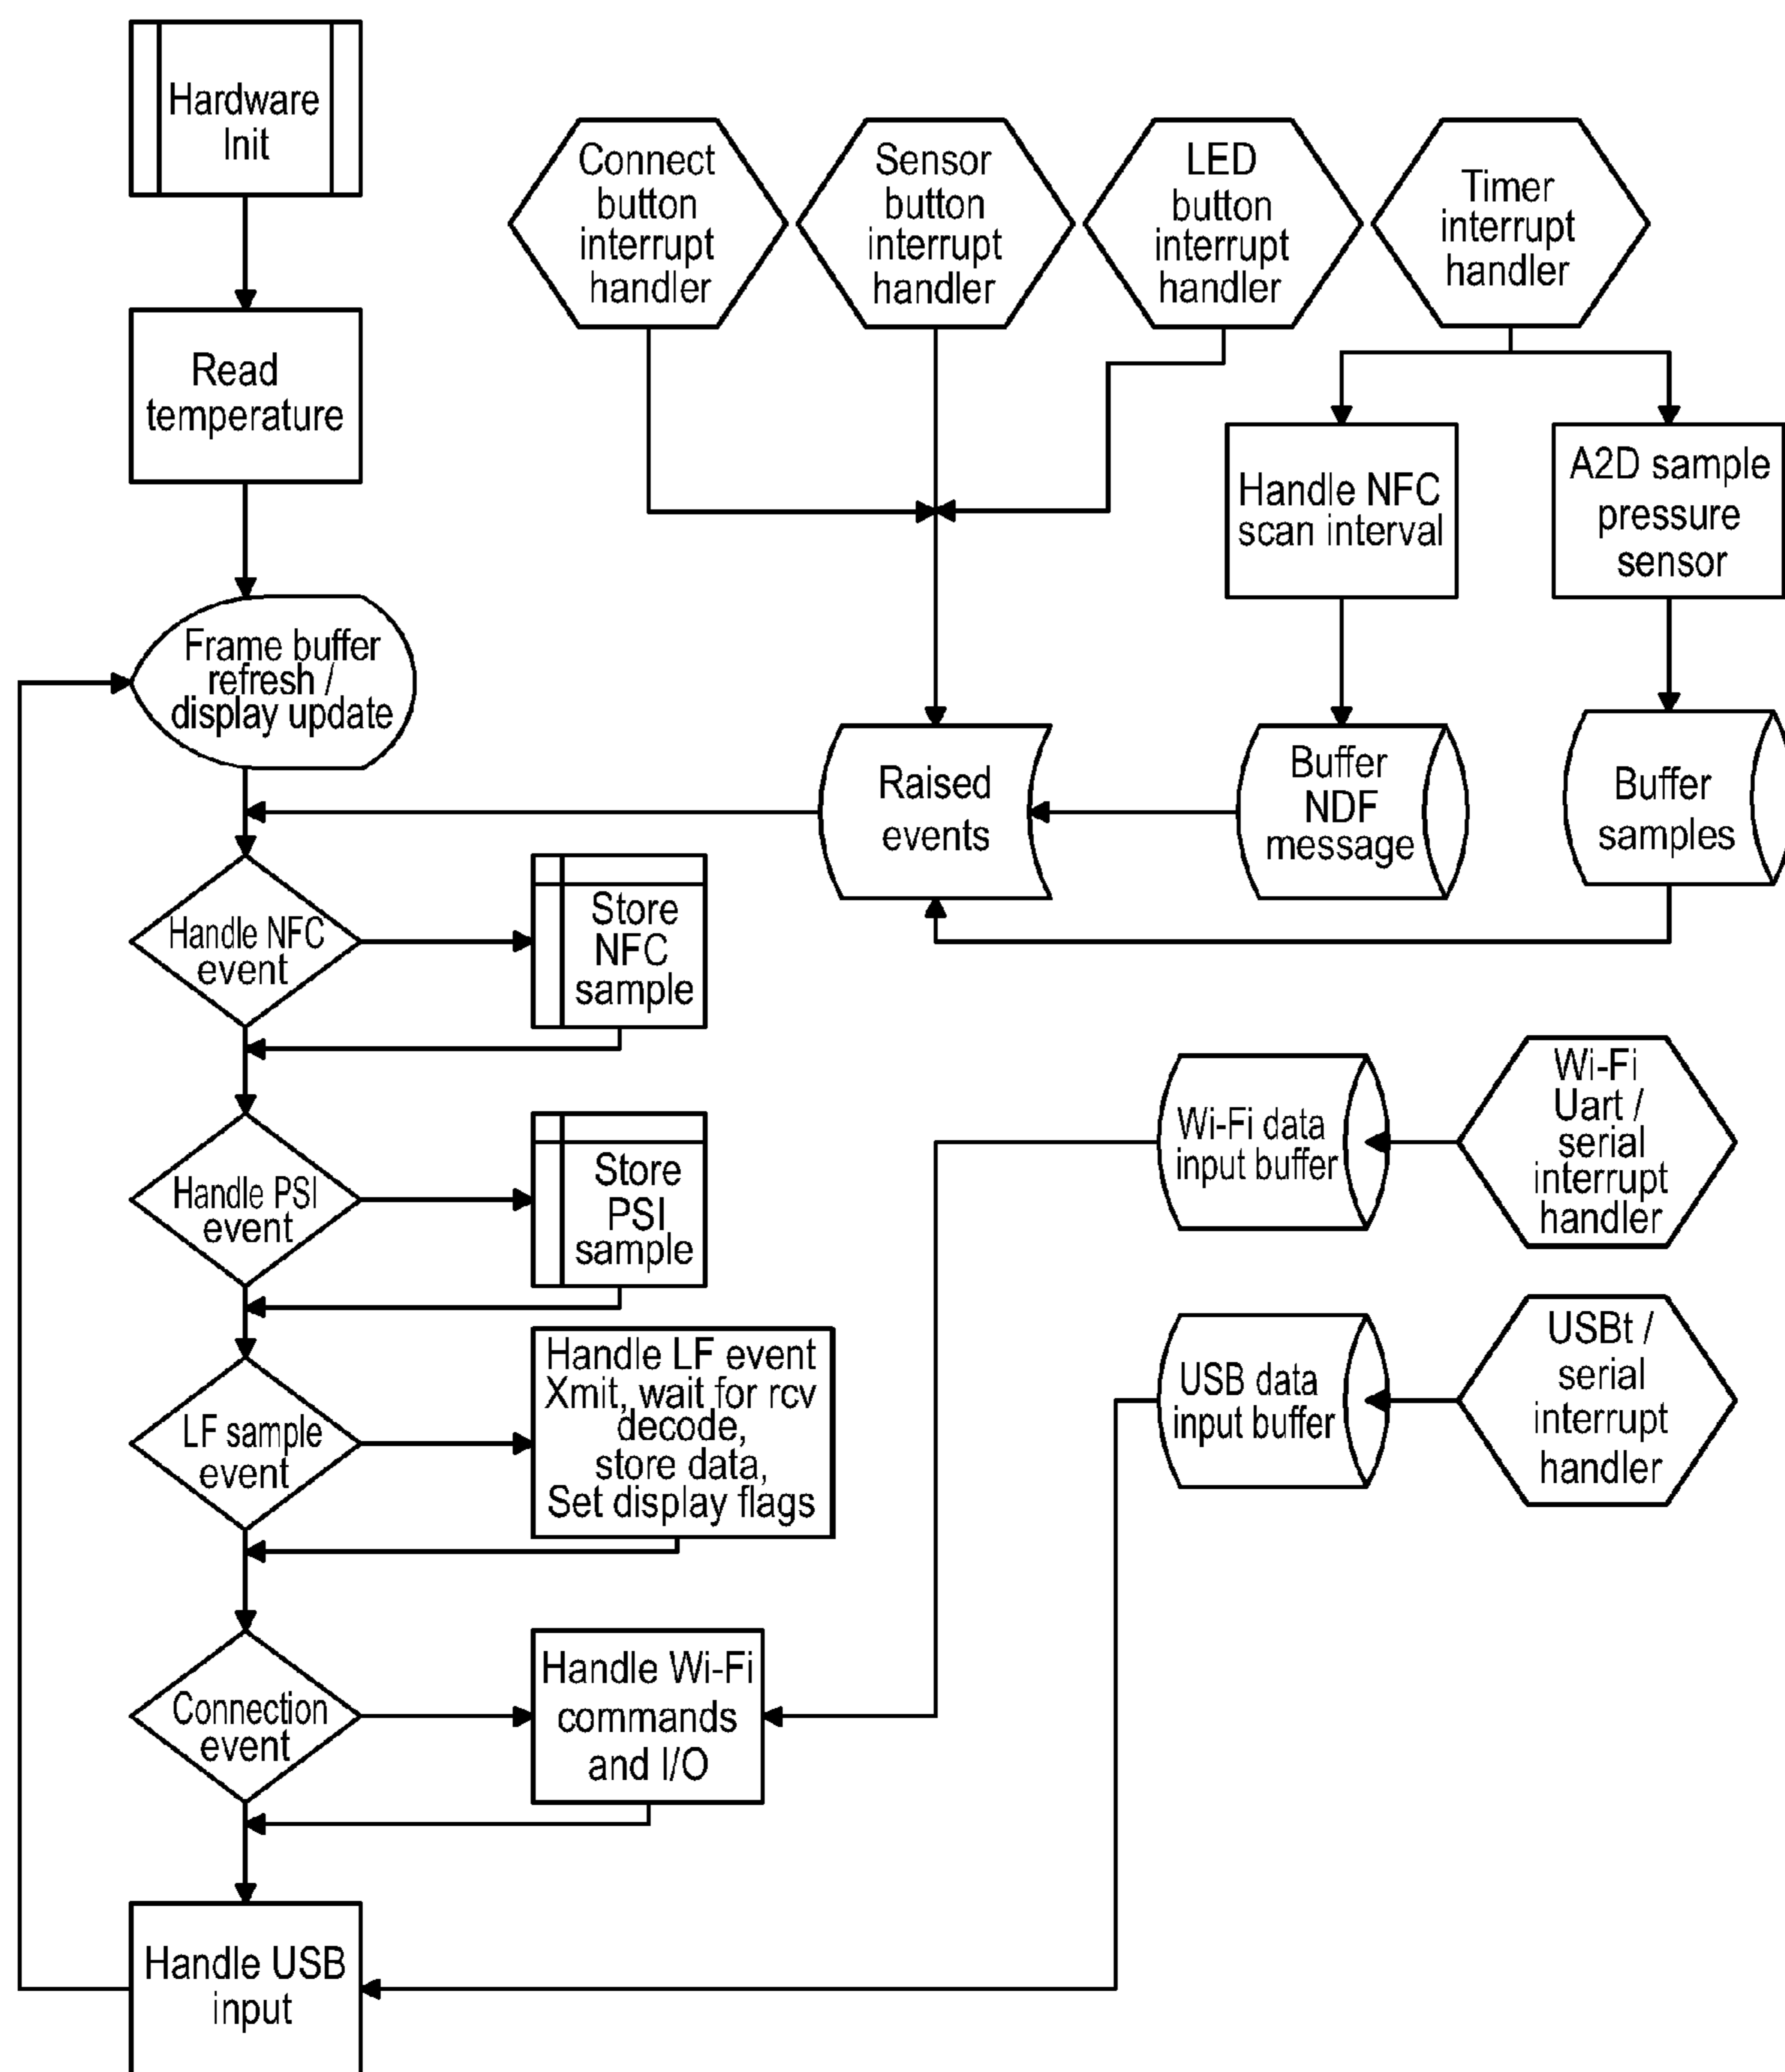 Hardware
Init
Connect
button
interrupt
handler
Sensor
button
interrupt
handler
LED
button
interrupt
handler
Timer
interrupt
handler
Read
temperature
Handle NFC
scan interval
A2D sample
pressure
sensor
Frame buffer
refresh /
display update
Raised
events
Buffer
NDF
message
Buffer
samples
Handle NFC
event
Store
NFC
sample
Handle PSI
event
Store
PSI
sample
Wi-Fi data
input buffer
Wi-Fi
Uart /
serial
interrupt
handler
LF sample
event
Handle LF event
Xmit, wait for rcv
decode,
store data,
Set display flags
USB data
input buffer
USBt /
serial
interrupt
handler
Connection
event
Handle Wi-Fi
commands
and I/O
Handle USB
input